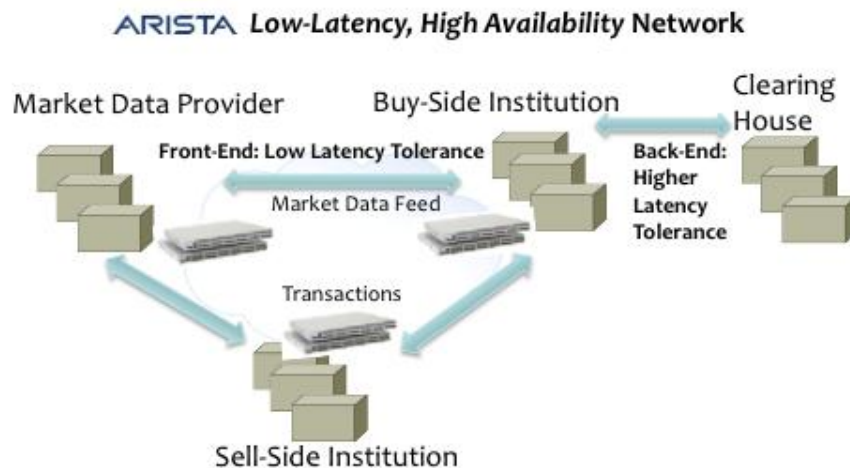 ARISTA Low-Latency, High Availability Network
Market Data Provider
Buy-Side Institution
Clearing
House
Front-End: Low Latency Tolerance
Market Data Feed
Back-End:
Higher
Latency
Tolerance
Transactions
Sell-Side Institution